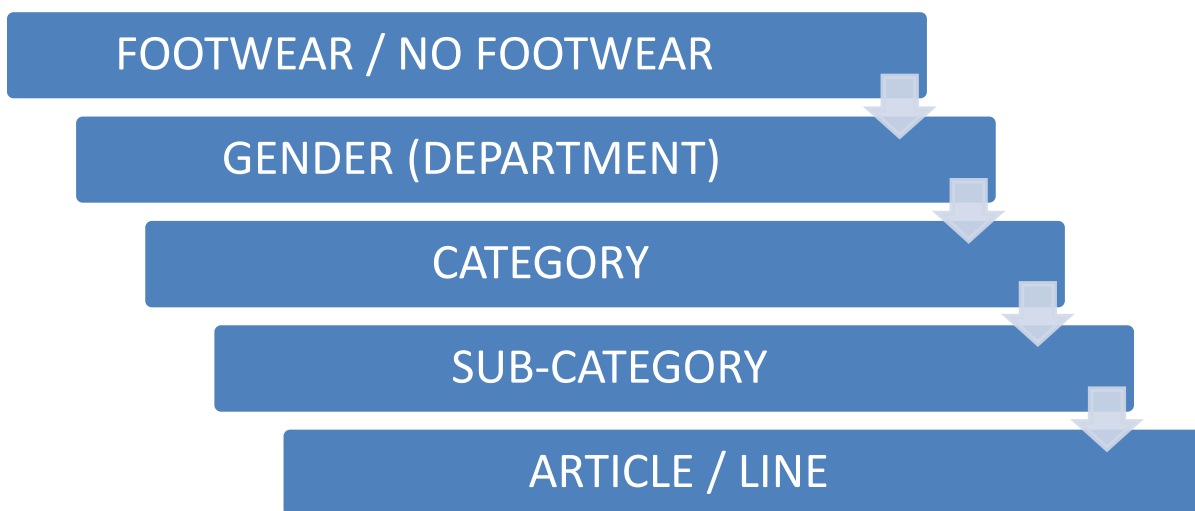 FOOTWEAR / NO FOOTWEAR
GENDER (DEPARTMENT)
CATEGORY
SUB-CATEGORY
ARTICLE / LINE